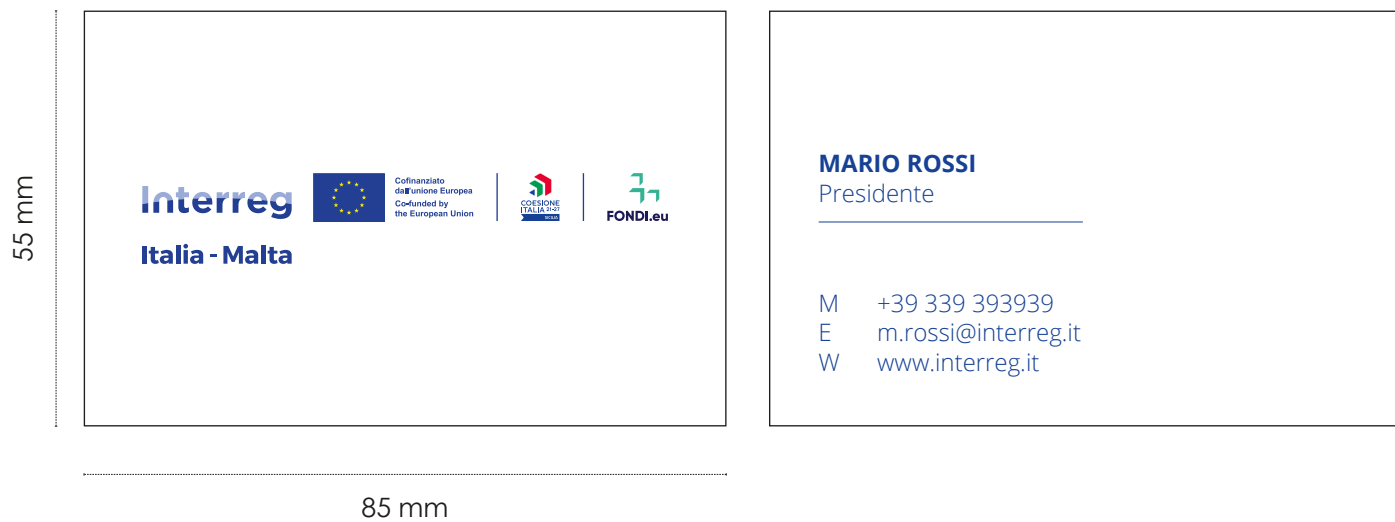 55 mm
Interreg
Cofinanziato
dall'unione Europea
Co-funded by
the European Union
COESIONE
ITALIA 21-27
SICILIA
FONDI.eu
Italia - Malta
85 mm
MARIO ROSSI
Presidente
M +39 339 393939
E m.rossi@interreg.it
W www.interreg.it